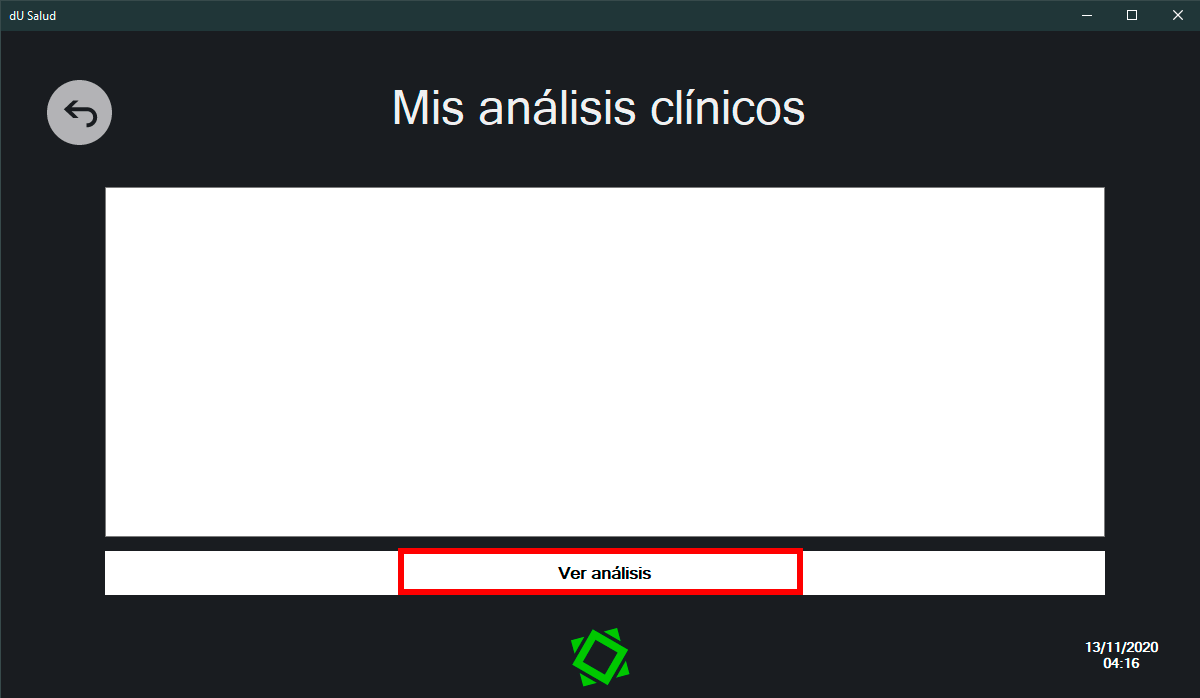 dU Salud
Mis análisis clínicos
Ver análisis
13/11/2020
04:16